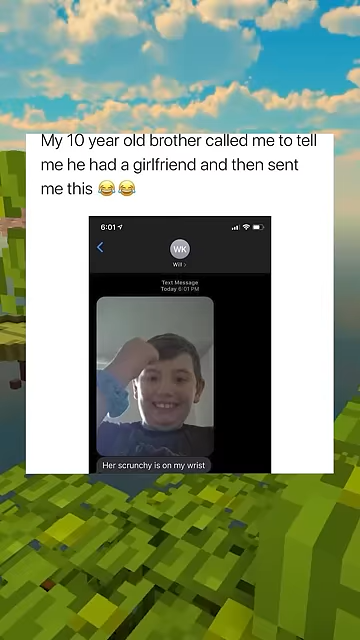 My 10 year old brother called me to tell
me he had a girlfriend and then sent
me this 😂😂
6:01
WK
Will >
Text Message
Today 6:01 PM
Her scrunchy is on my wrist